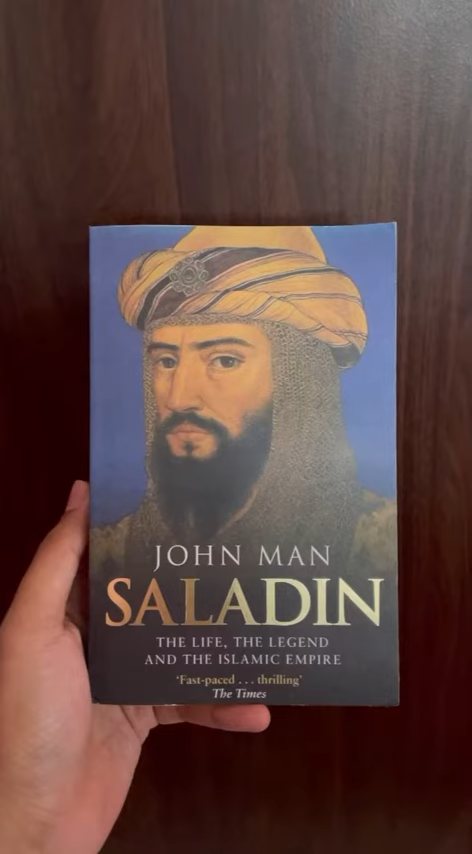 JOHN MAN
SALADIN
THE LIFE, THE LEGEND
AND THE ISLAMIC EMPIRE
‘Fast-paced . . . thrilling’
The Times